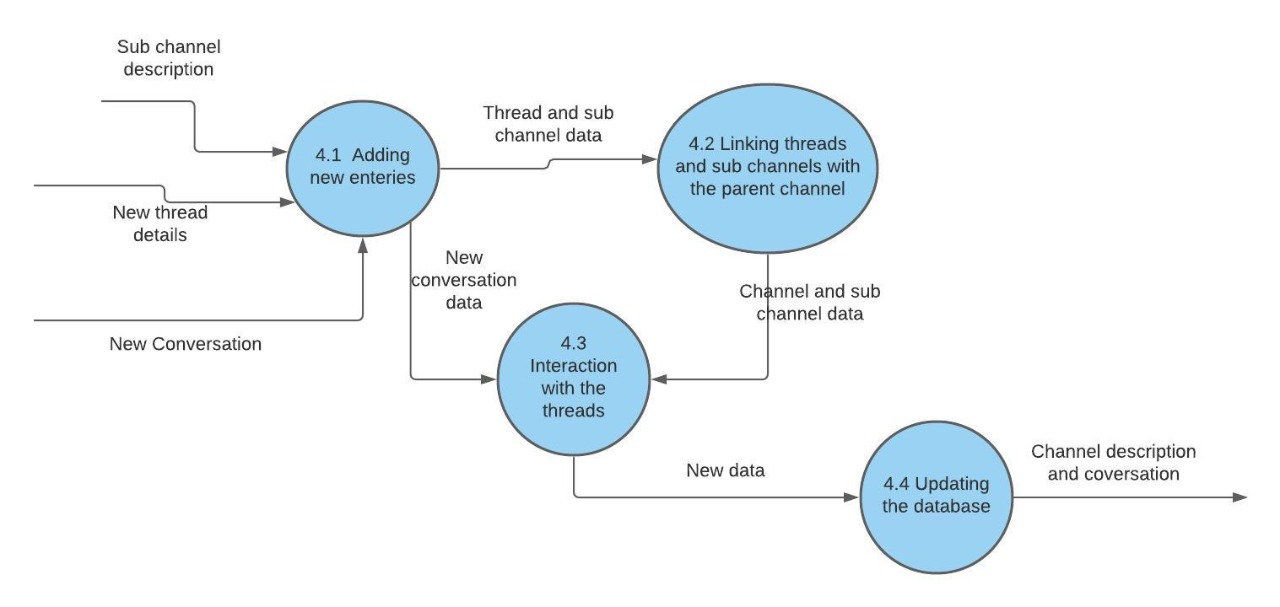 Sub channel
description
Thread and sub
channel data
4.1 Adding
new enteries
4.2 Linking threads
and sub channels with
the parent channel
New thread
details
New
conversation
data
Channel and sub
channel data
New Conversation
4.3
Interaction
with the
threads
New data
4.4 Updating
the database
Channel description
and coversation